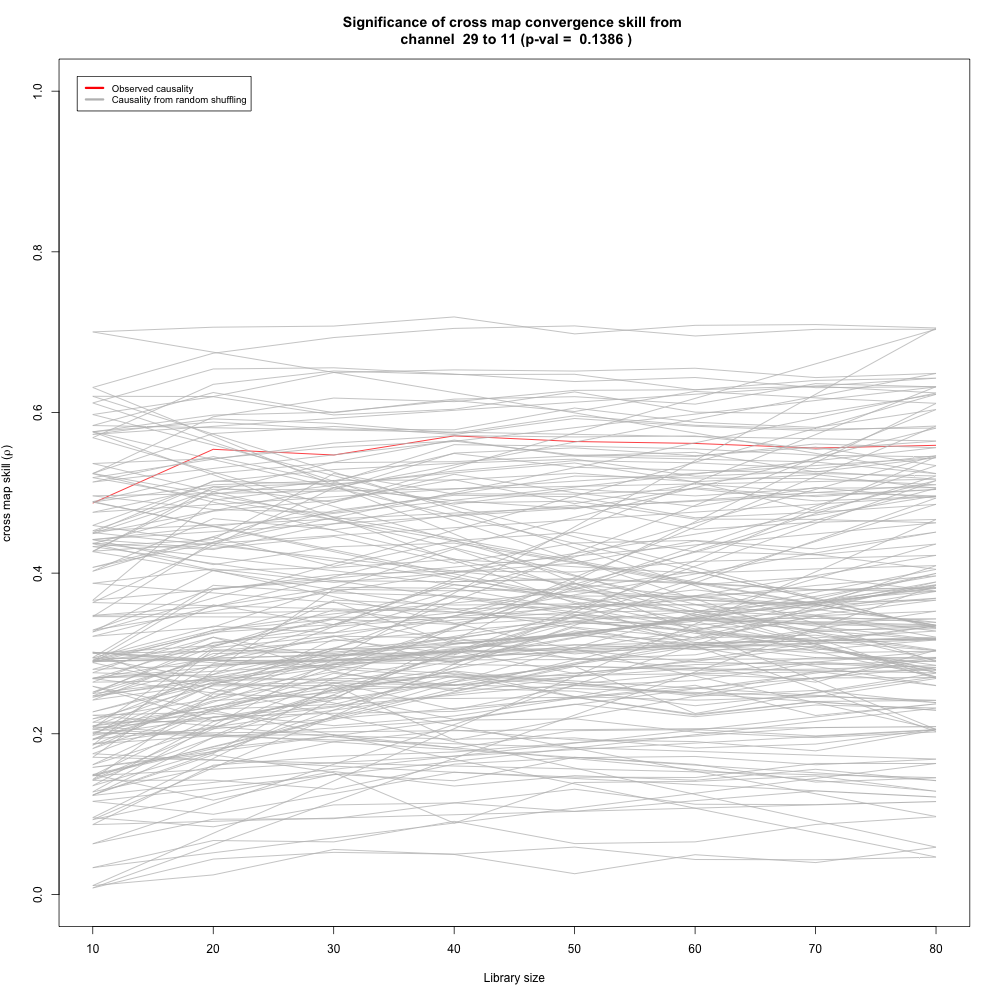 Significance of cross map convergence skill from
channel  29 to 11 (p-val =  0.1386 )
Observed causality
Causality from random shuffling
1.0
0.8
0.6
0.4
0.2
0.0
cross map skill (ρ)
10 20 30 40 50 60 70 80
Library size